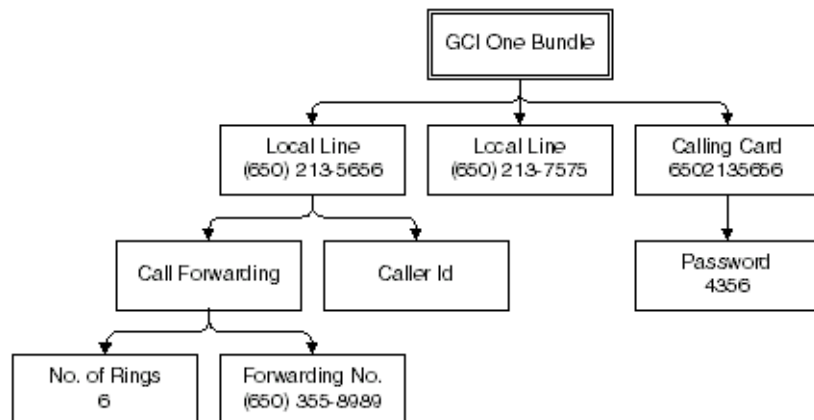 GCI One Bundle
Local Line
(650) 213-5656
Local Line
(650) 213-7575
Calling Card
6502135656
Call Forwarding
Caller Id
Password
4356
No. of Rings
6
Forwarding No.
(650) 355-8989